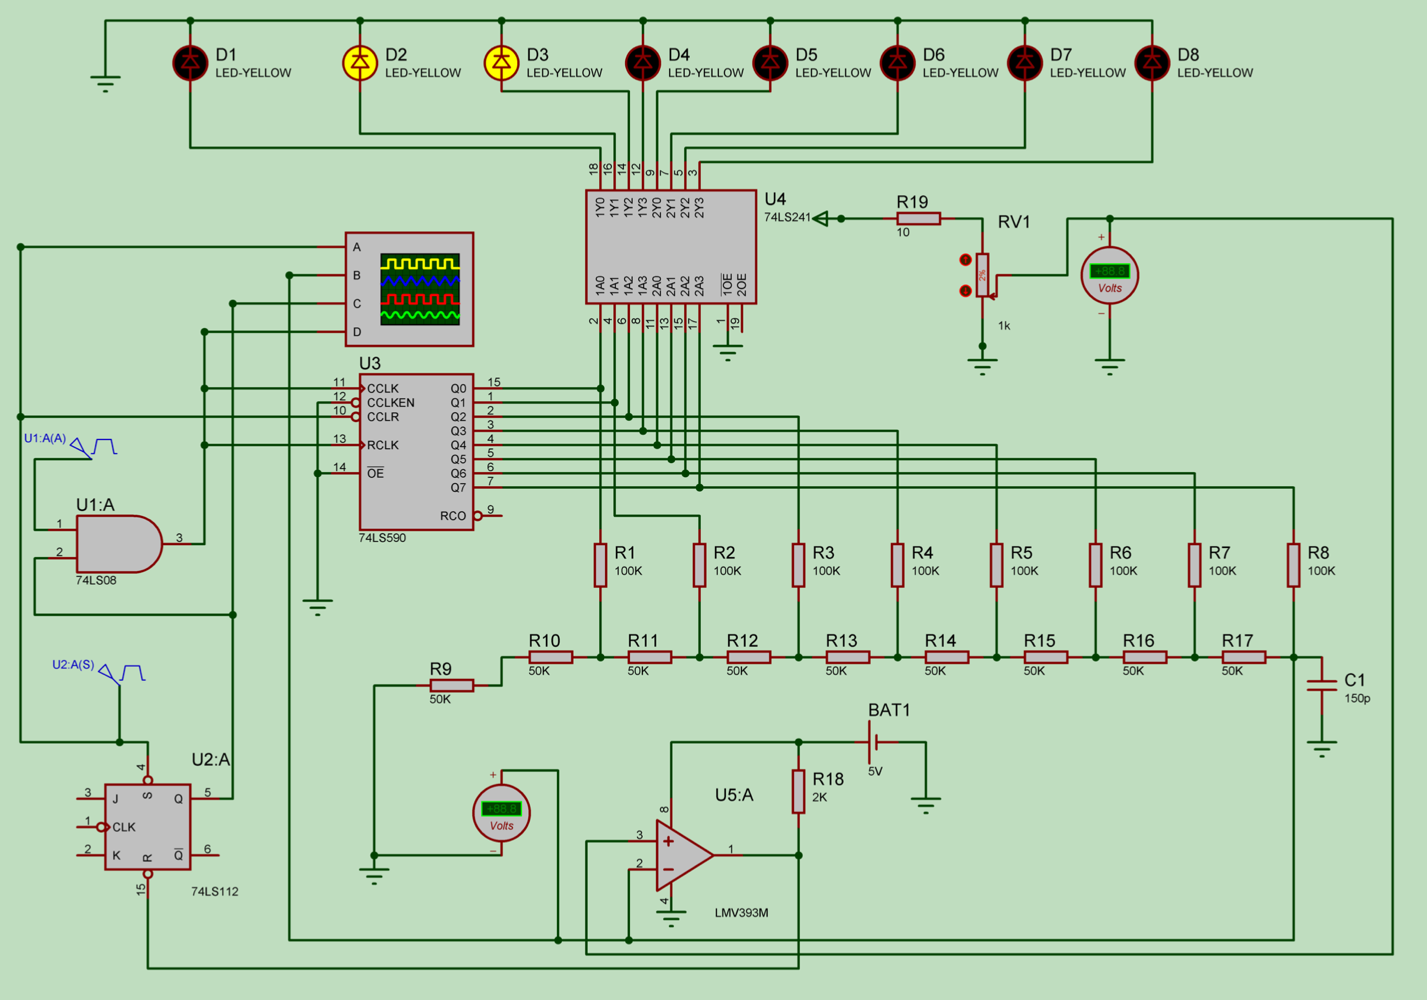 D1
LED-YELLOW
D2
LED-YELLOW
D3
LED-YELLOW
D4
LED-YELLOW
D5
LED-YELLOW
D6
LED-YELLOW
D7
LED-YELLOW
D8
LED-YELLOW
18 16 14 12 9 7 5 3
1Y0 1Y1 1Y2 1Y3 2Y0 2Y1 2Y2 2Y3
U4
74LS241
1A0 1A1 1A2 1A3 2A0 2A1 2A2 2A3 1OE 2OE
2 4 6 8 11 13 15 17 1 19
R19
10
RV1
2%
1k
+
+88.8
Volts
−
A
B
C
D
U3
11 CCLK Q0 15
12 CCLKEN Q1 1
10 CCLR Q2 2
Q3 3
13 RCLK Q4 4
Q5 5
14 OE Q6 6
Q7 7
RCO 9
74LS590
U1:A(A)
U1:A
1
2
3
74LS08
R1
100K
R2
100K
R3
100K
R4
100K
R5
100K
R6
100K
R7
100K
R8
100K
R9
50K
R10
50K
R11
50K
R12
50K
R13
50K
R14
50K
R15
50K
R16
50K
R17
50K
C1
150p
U2:A(S)
U2:A
4
3 J S Q 5
1 CLK
2 K R Q 6
15
74LS112
+
+88.8
Volts
−
BAT1
5V
R18
2K
U5:A
8
3 +
2 −
1
4
LMV393M